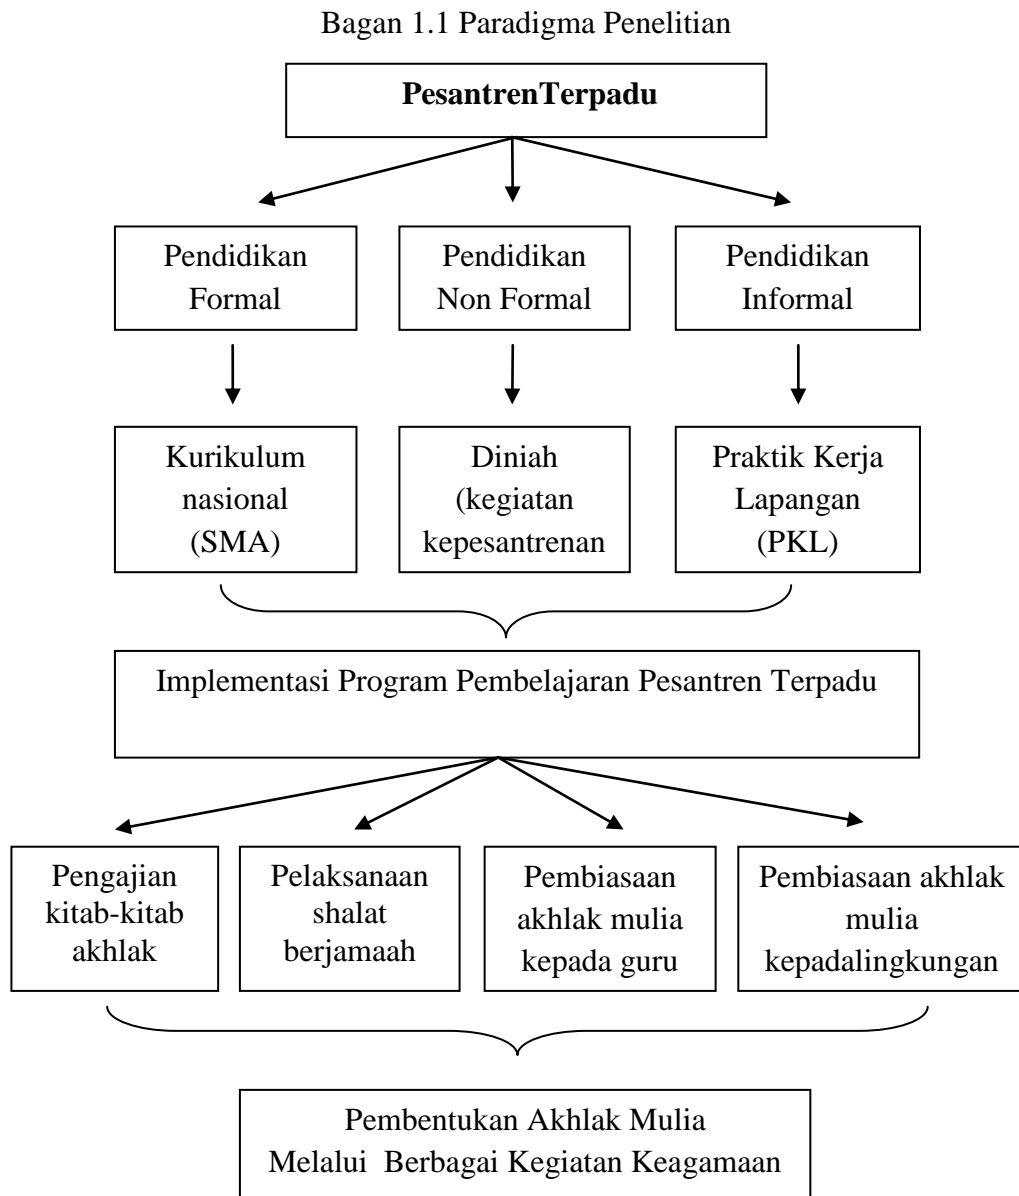 Bagan 1.1 Paradigma Penelitian
PesantrenTerpadu
Pendidikan
Formal
Pendidikan
Non Formal
Pendidikan
Informal
Kurikulum
nasional
(SMA)
Diniah
(kegiatan
kepesantrenan
Praktik Kerja
Lapangan
(PKL)
Implementasi Program Pembelajaran Pesantren Terpadu
Pengajian
kitab-kitab
akhlak
Pelaksanaan
shalat
berjamaah
Pembiasaan
akhlak mulia
kepada guru
Pembiasaan akhlak
mulia
kepadalingkungan
Pembentukan Akhlak Mulia
Melalui  Berbagai Kegiatan Keagamaan